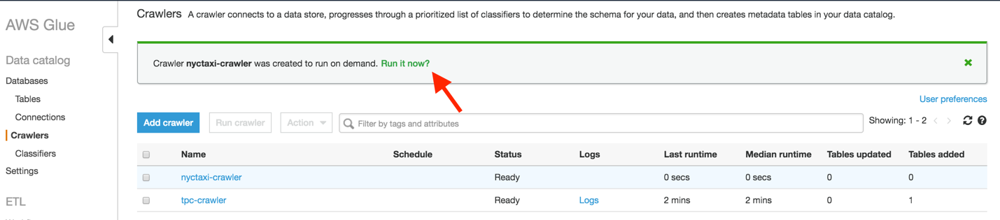 AWS Glue
Data catalog
Databases
Tables
Connections
Crawlers
Classifiers
Settings
ETL
Crawlers A crawler connects to a data store, progresses through a prioritized list of classifiers to determine the schema for your data, and then creates metadata tables in your data catalog.
Crawler nyctaxi-crawler was created to run on demand. Run it now?
User preferences
Add crawler Run crawler Action Filter by tags and attributes Showing: 1 - 2
Name Schedule Status Logs Last runtime Median runtime Tables updated Tables added
nyctaxi-crawler Ready 0 secs 0 secs 0 0
tpc-crawler Ready Logs 2 mins 2 mins 0 1